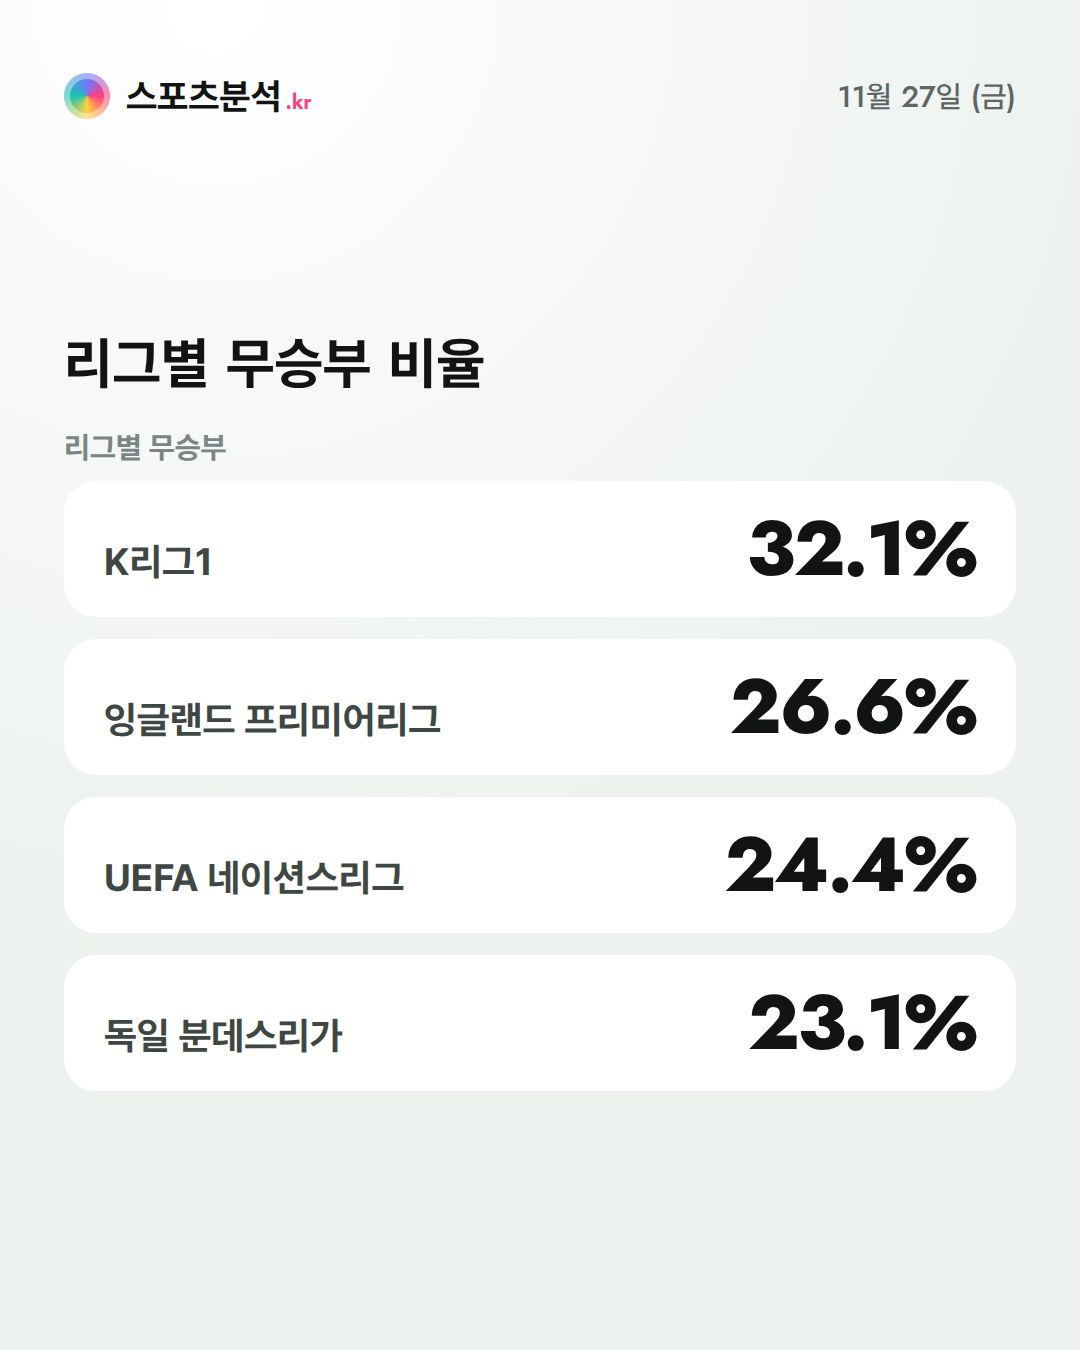 스포츠분석.kr
11월 27일 (금)
리그별 무승부 비율
리그별 무승부
K리그1
32.1%
잉글랜드 프리미어리그
26.6%
UEFA 네이션스리그
24.4%
독일 분데스리가
23.1%